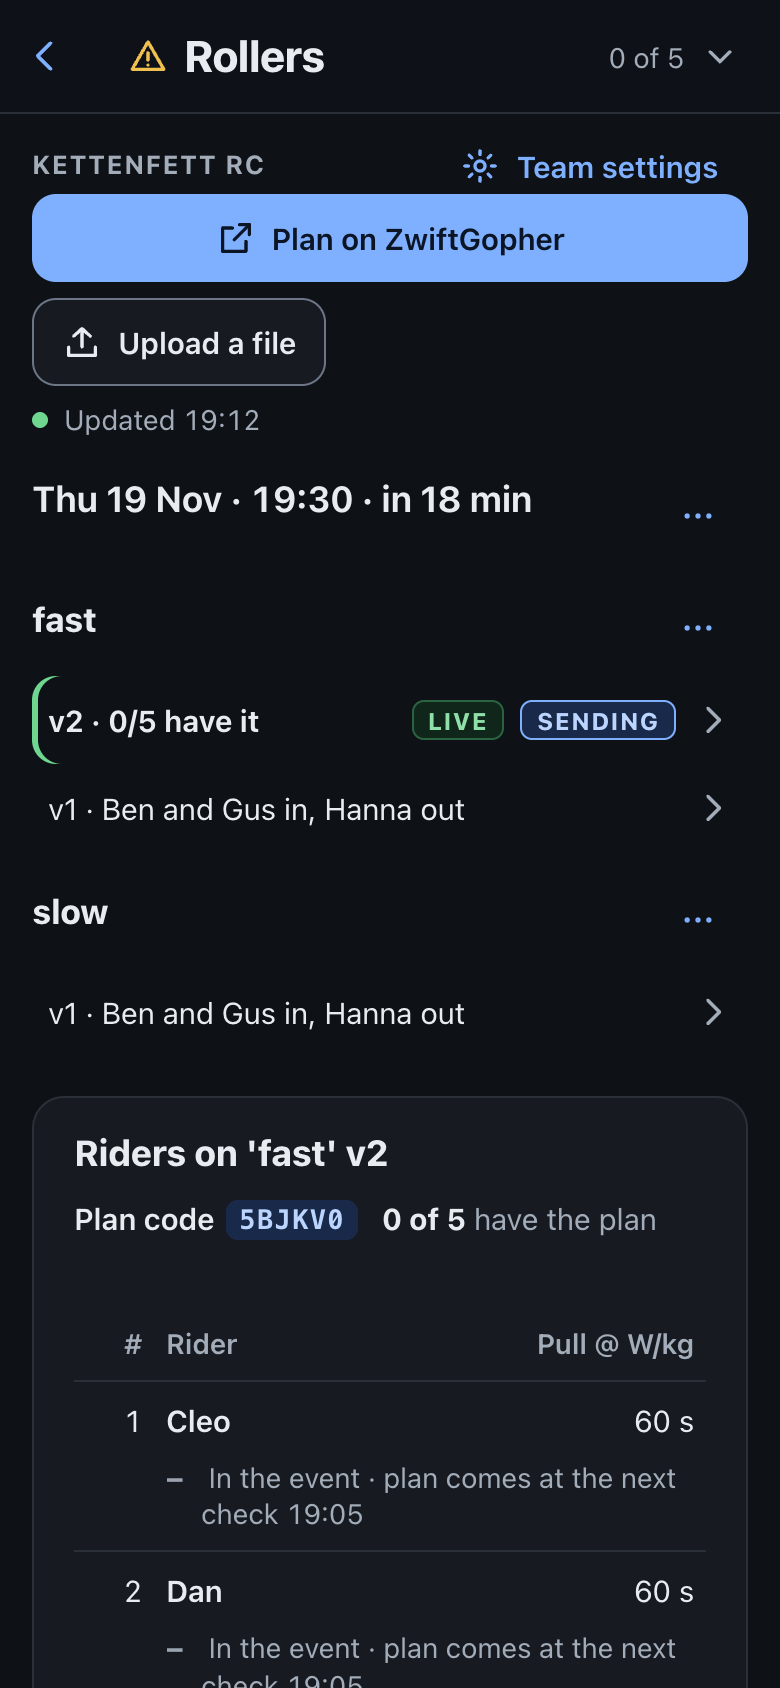 Rollers
0 of 5
KETTENFETT RC
Team settings
Plan on ZwiftGopher
Upload a file
Updated 19:12
Thu 19 Nov · 19:30 · in 18 min
...
fast
...
v2 · 0/5 have it
LIVE
SENDING
v1 · Ben and Gus in, Hanna out
slow
...
v1 · Ben and Gus in, Hanna out
Riders on 'fast' v2
Plan code 5BJKV0 0 of 5 have the plan
# Rider Pull @ W/kg
1 Cleo 60 s
– In the event · plan comes at the next
check 19:05
2 Dan 60 s
– In the event · plan comes at the next
check 19:05